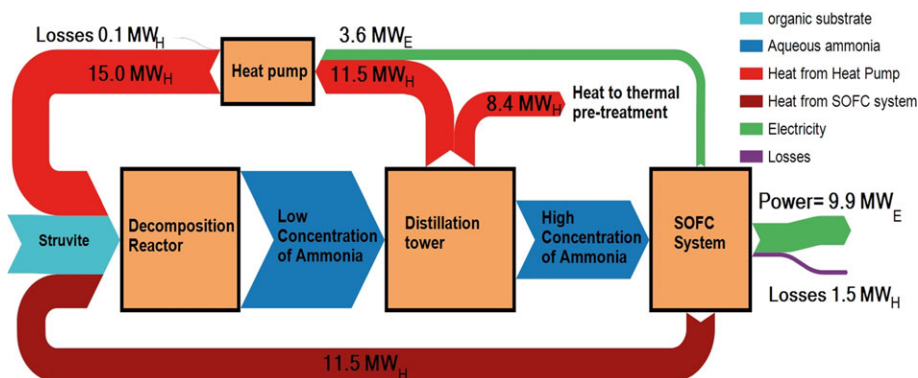 Losses 0.1 MWH
3.6 MWE
15.0 MWH
Heat pump
11.5 MWH
8.4 MWH
Heat to thermal
pre-treatment
organic substrate
Aqueous ammonia
Heat from Heat Pump
Heat from SOFC system
Electricity
Losses
Struvite
Decomposition
Reactor
Low
Concentration
of Ammonia
Distillation
tower
High
Concentration
of Ammonia
SOFC
System
Power= 9.9 MWE
Losses 1.5 MWH
11.5 MWH